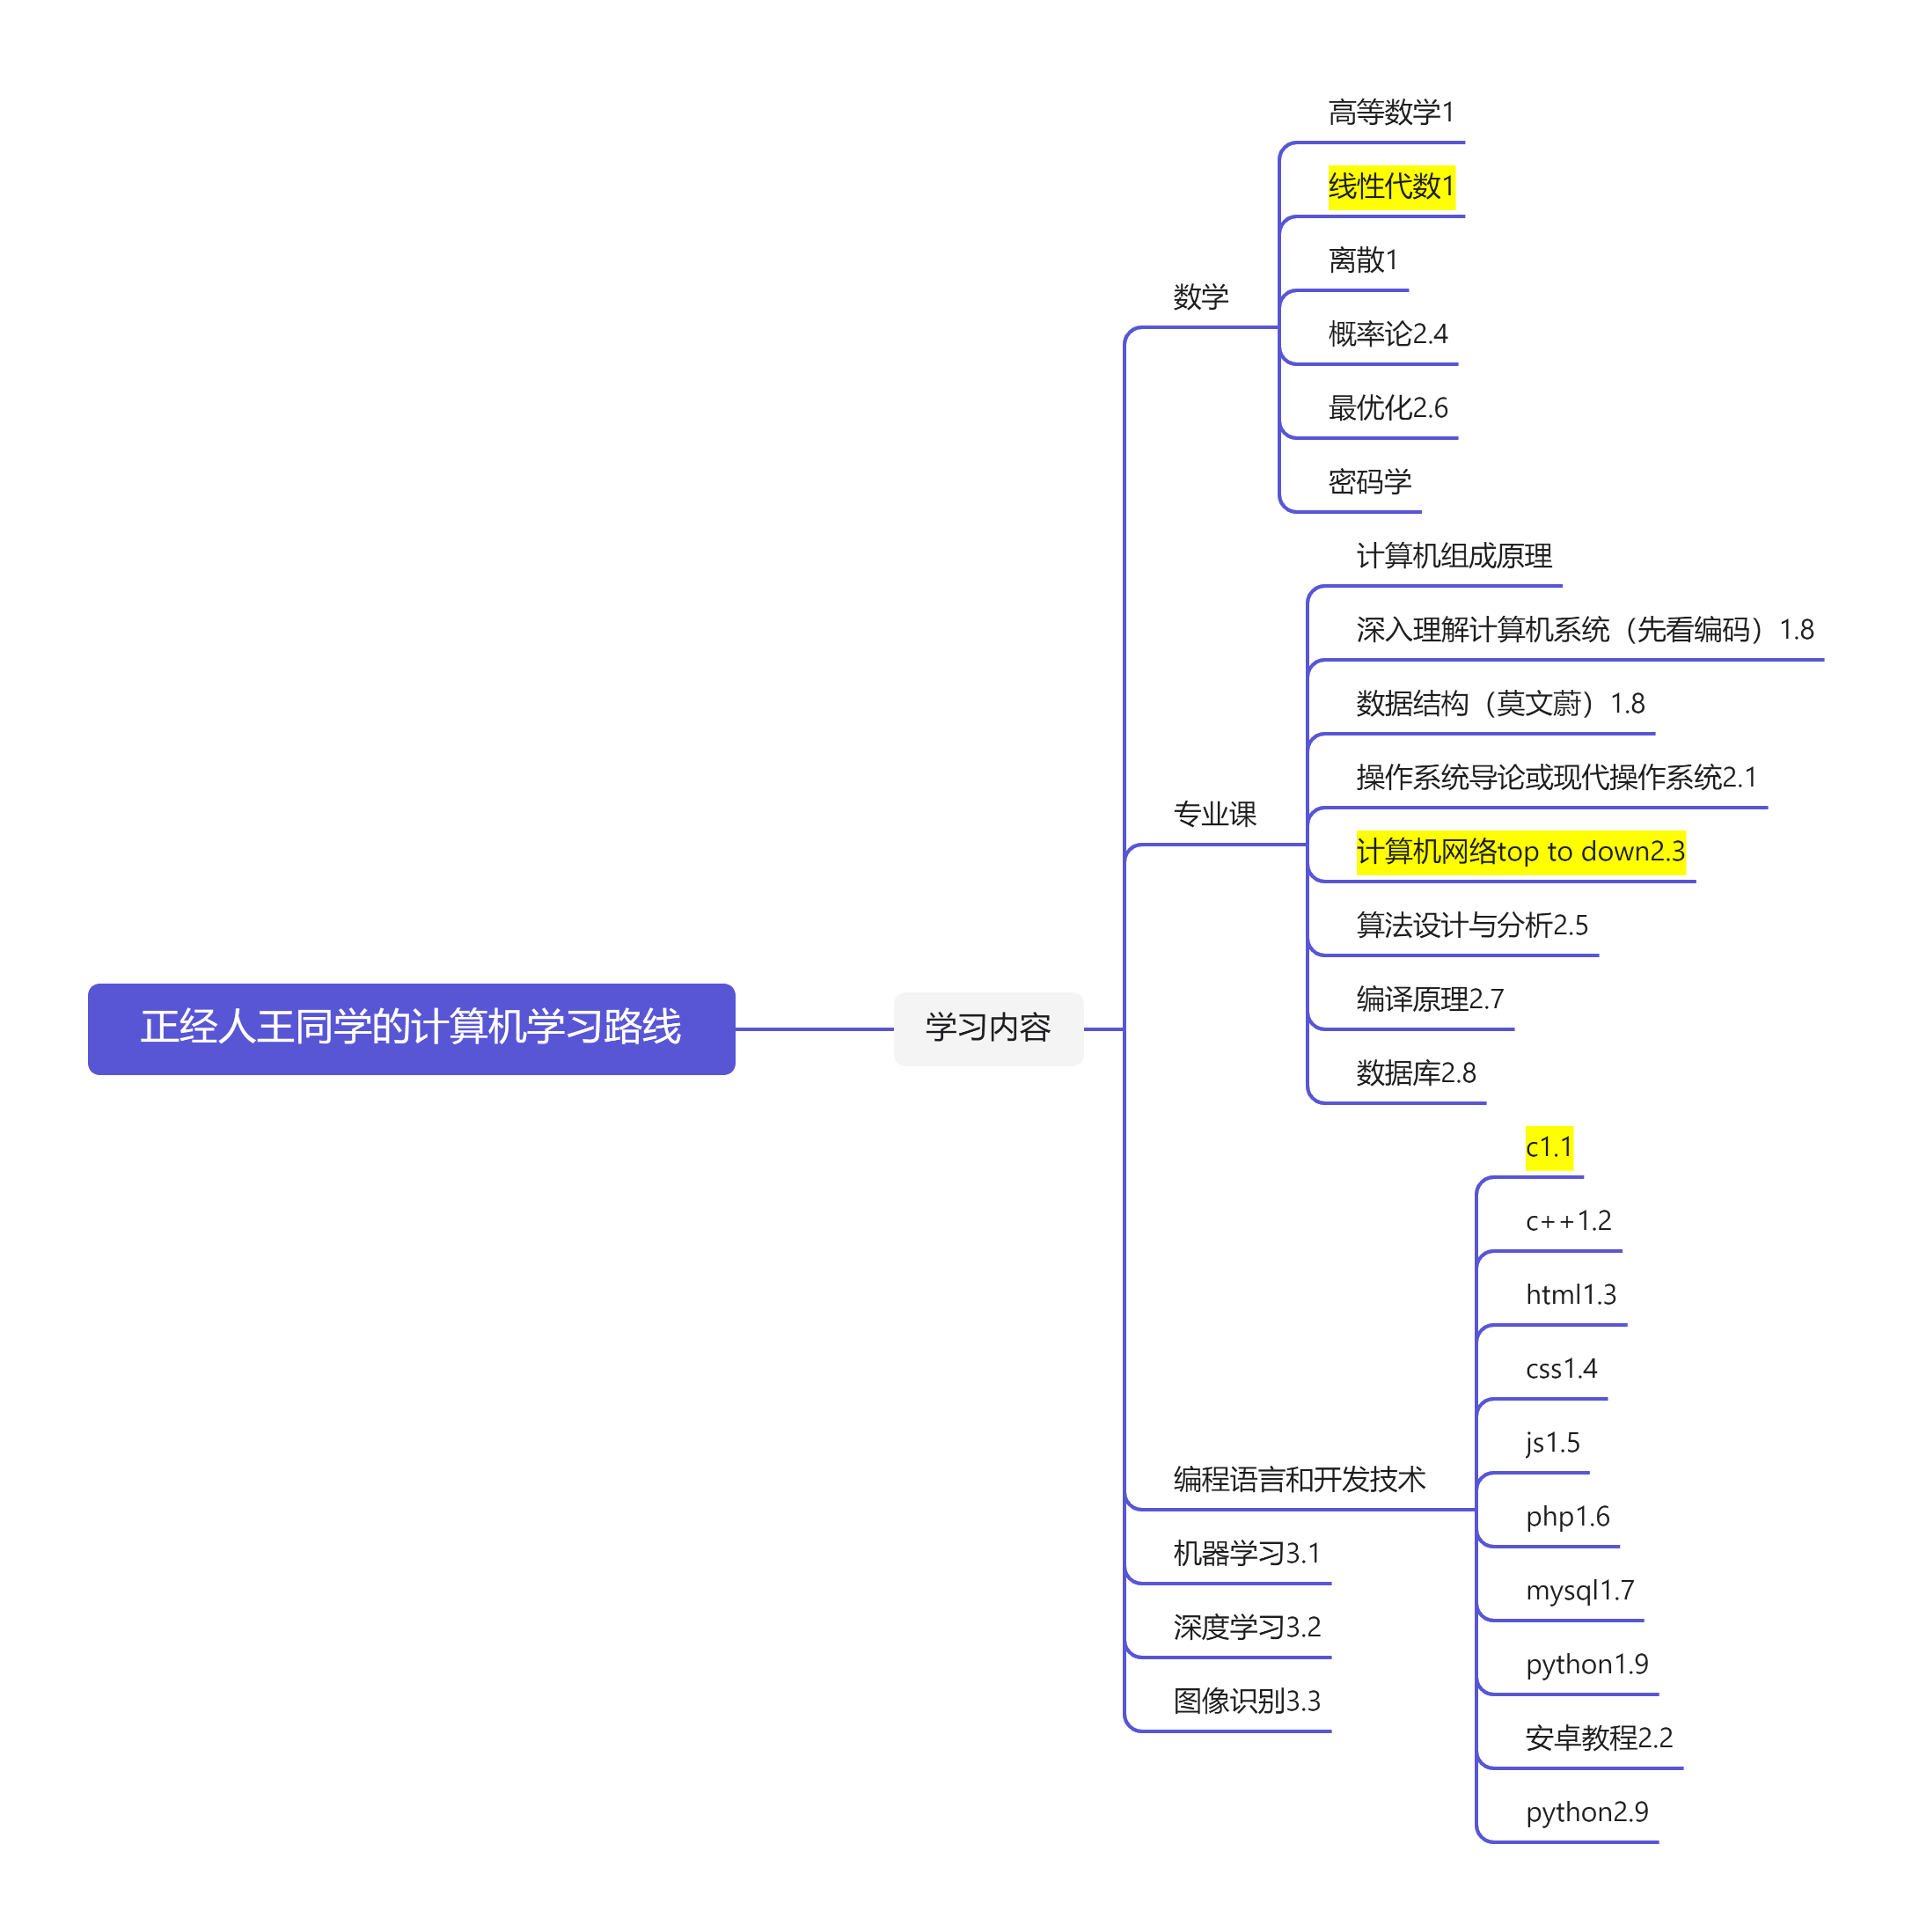 正经人王同学的计算机学习路线
学习内容
数学
高等数学1
线性代数1
离散1
概率论2.4
最优化2.6
密码学
专业课
计算机组成原理
深入理解计算机系统（先看编码）1.8
数据结构（莫文蔚）1.8
操作系统导论或现代操作系统2.1
计算机网络top to down2.3
算法设计与分析2.5
编译原理2.7
数据库2.8
编程语言和开发技术
c1.1
c++1.2
html1.3
css1.4
js1.5
php1.6
mysql1.7
python1.9
安卓教程2.2
python2.9
机器学习3.1
深度学习3.2
图像识别3.3